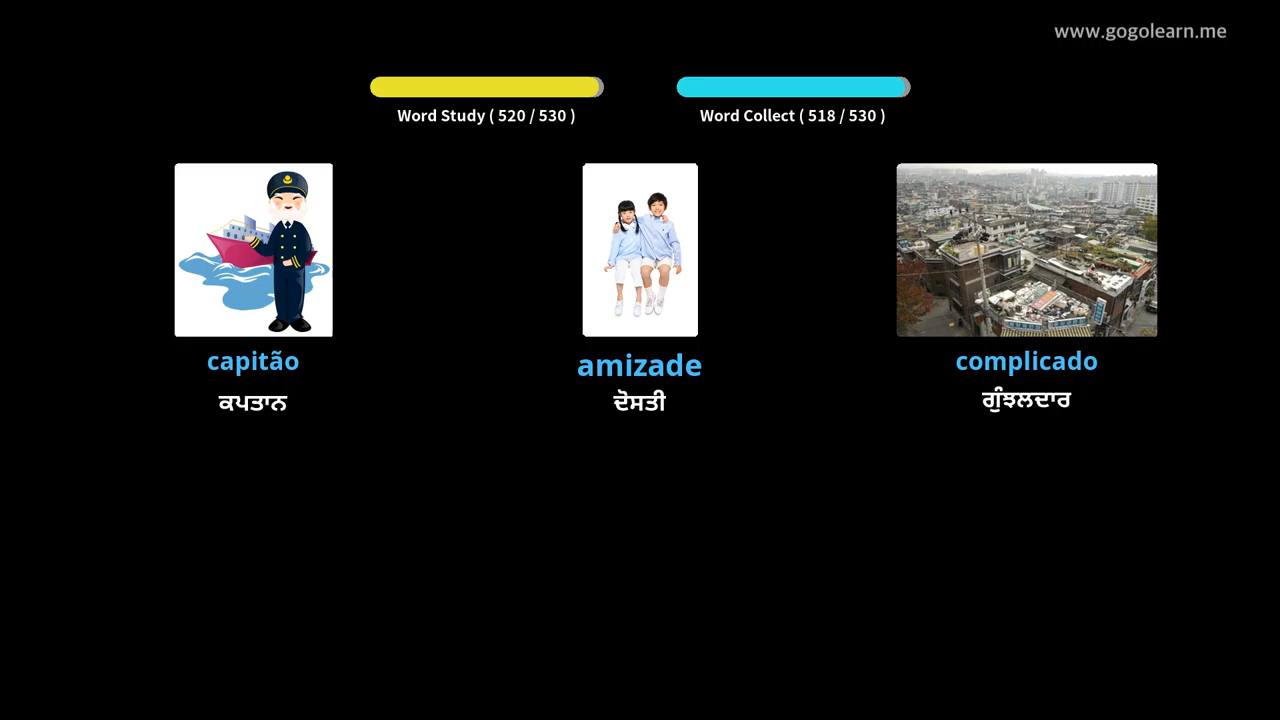 www.gogolearn.me
Word Study ( 520 / 530 )
Word Collect ( 518 / 530 )
capitão
amizade
complicado
ਕਪਤਾਨ
ਦੋਸਤੀ
ਗੁੰਝਲਦਾਰ